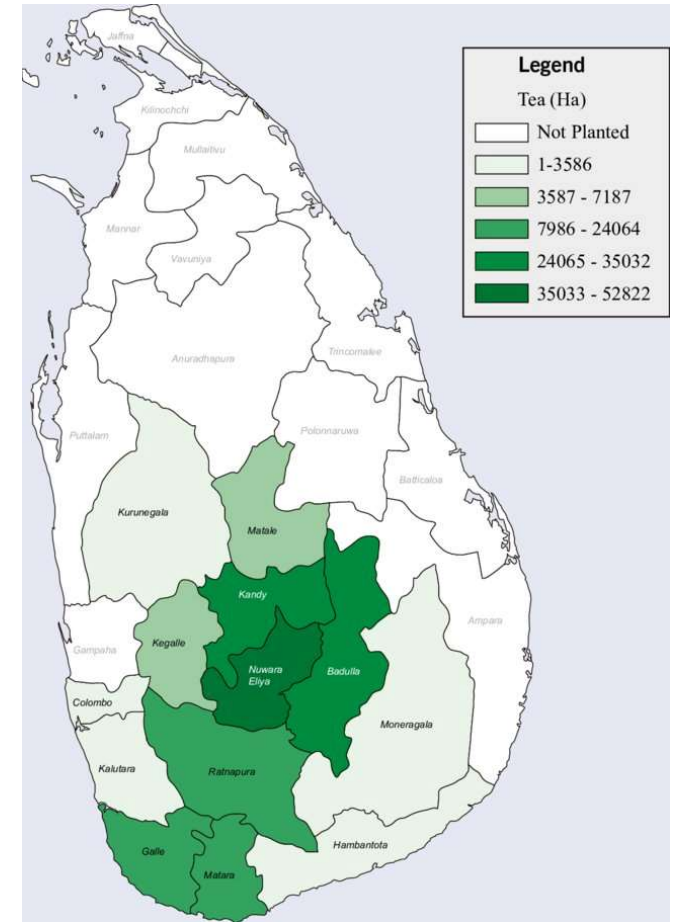 Jaffna
Legend
Tea (Ha)
Kilinochchi
Not Planted
Mullaitivu
1-3586
3587 - 7187
Mannar
7986 - 24064
Vavuniya
24065 - 35032
35033 - 52822
Anuradhapura
Trincomalee
Puttalam
Polonnaruwa
Batticaloa
Kurunegala
Matale
Kandy
Ampara
Gampaha
Kegalle
Nuwara
Eliya
Badulla
Colombo
Moneragala
Kalutara
Ratnapura
Hambantota
Galle
Matara